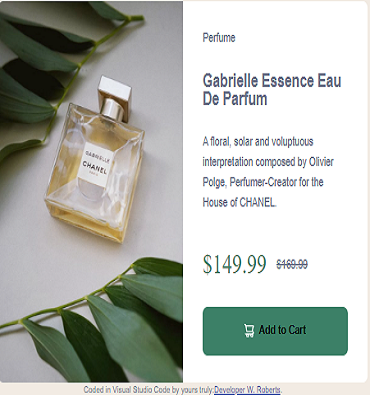 Perfume
Gabrielle Essence Eau
De Parfum
A floral, solar and voluptuous
interpretation composed by Olivier
Polge, Perfumer-Creator for the
House of CHANEL.
$149.99 $169.99
Add to Cart
GABRIELLE
CHANEL
PARIS
Coded in Visual Studio Code by yours truly Developer W. Roberts.